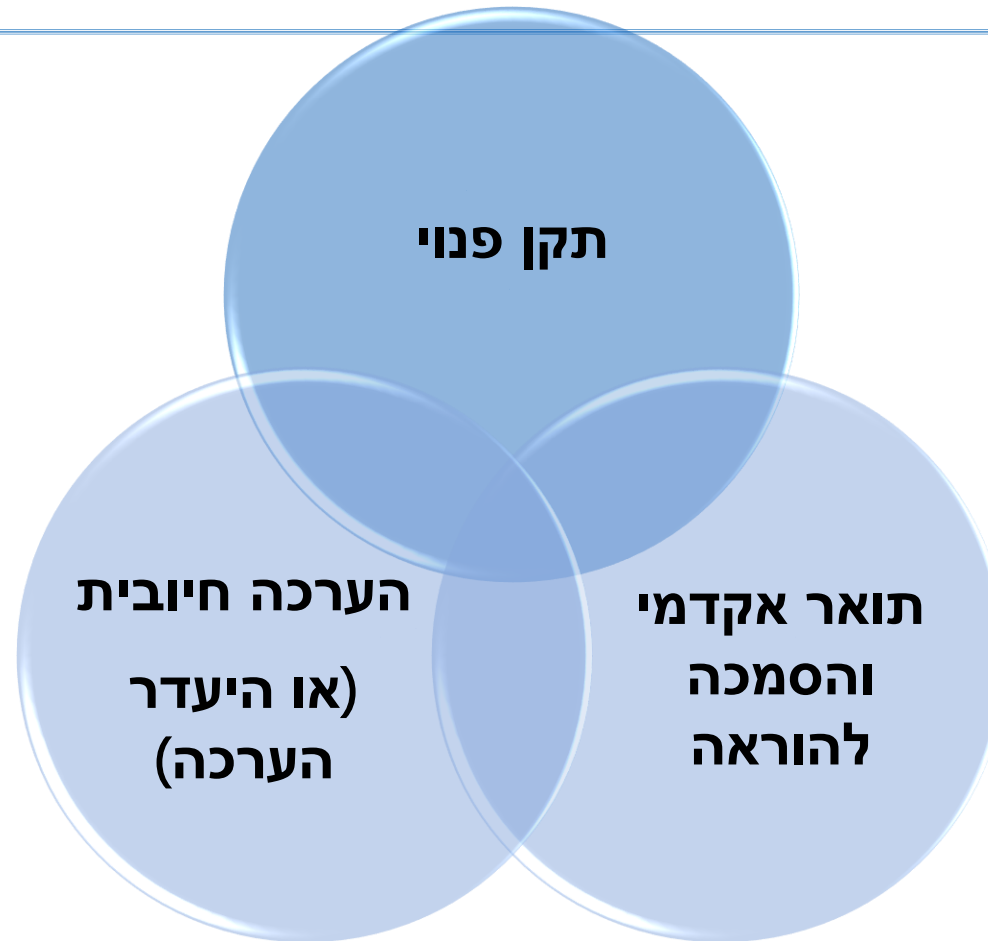 תקן פנוי
הערכה חיובית
(או היעדר
הערכה)
תואר אקדמי
והסמכה
להוראה